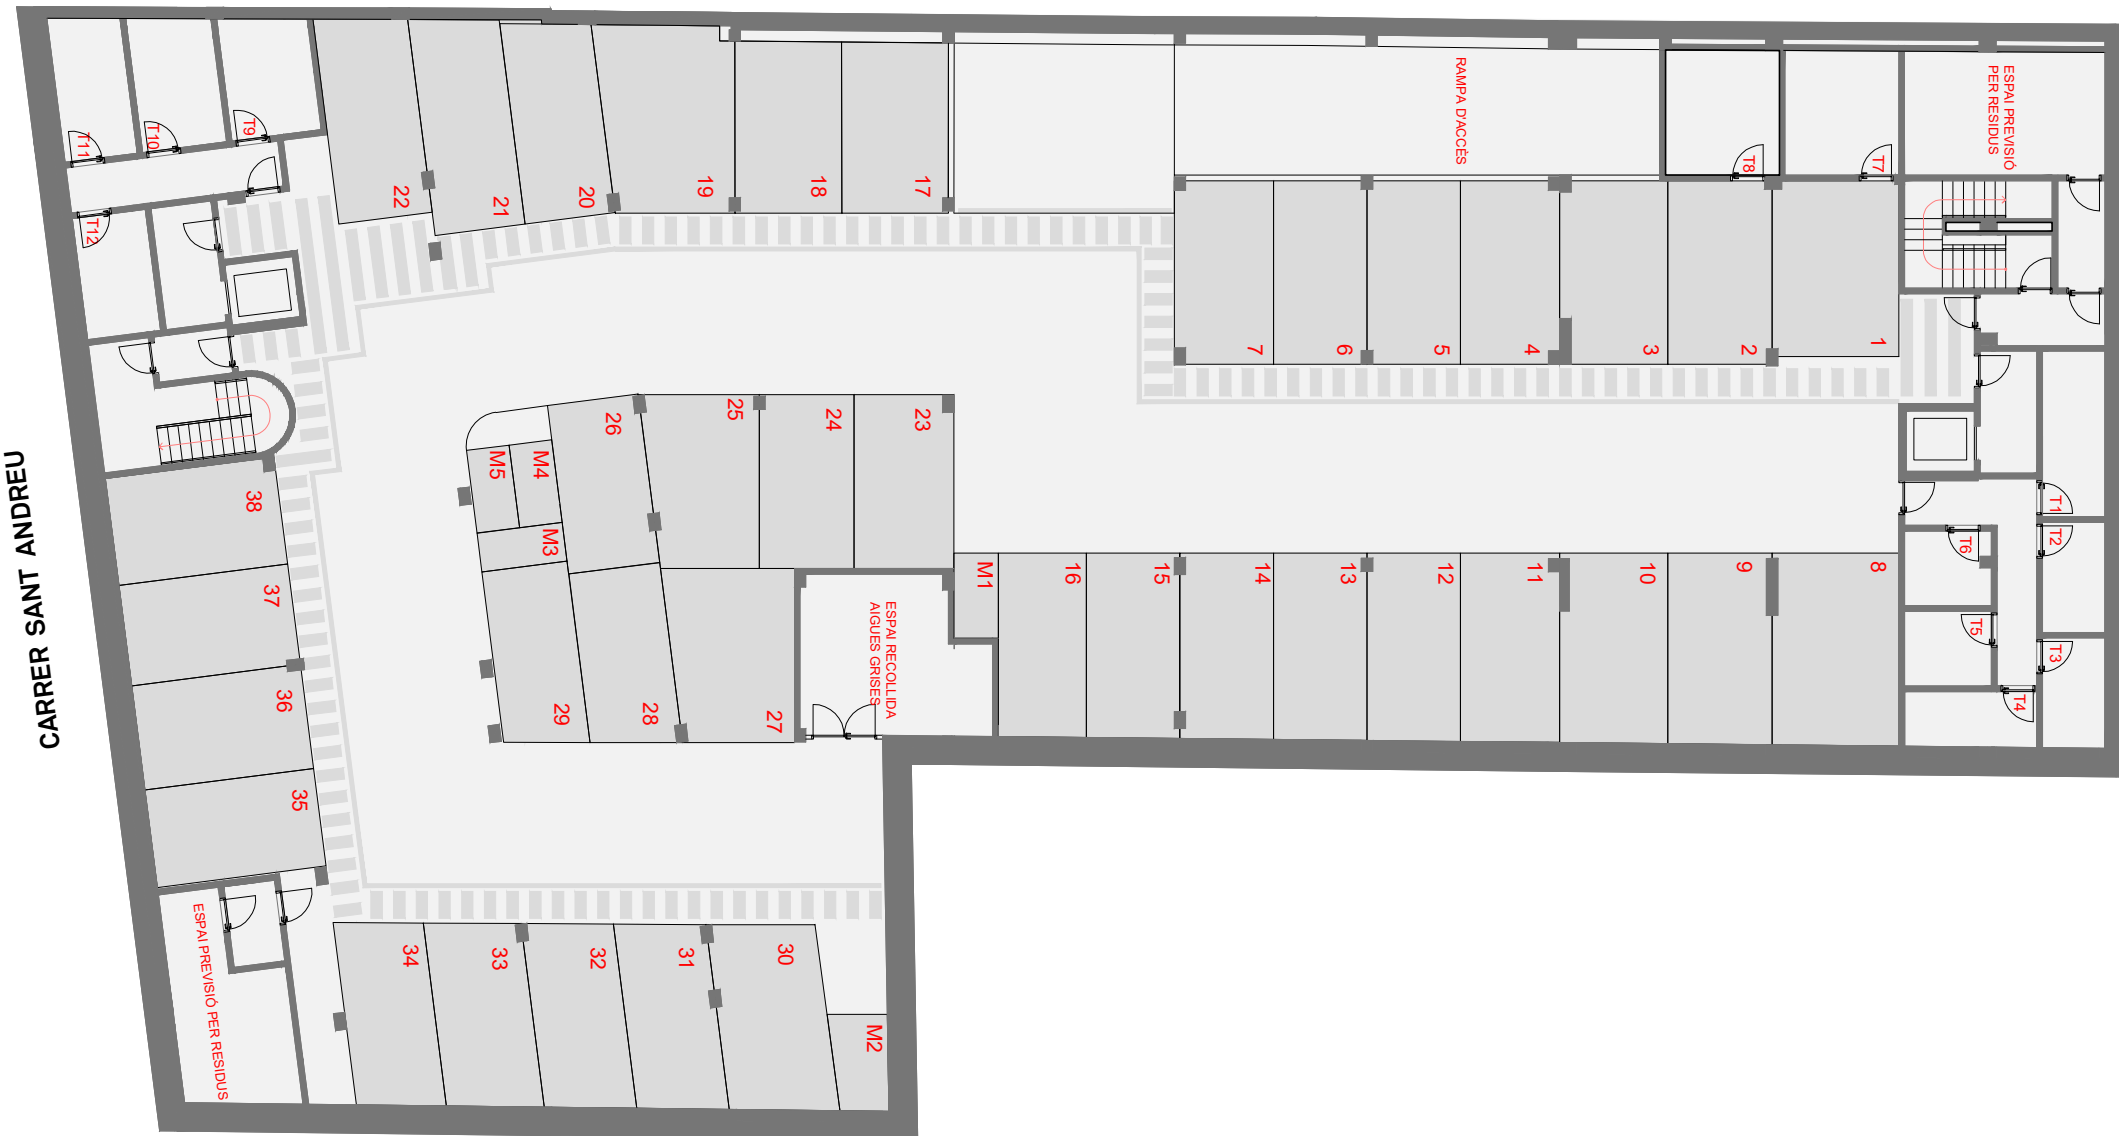 CARRER SANT ANDREU
T11
T10
T9
T12
22
21
20
19
18
17
RAMPA D'ACCÈS
T8
T7
ESPAI PREVISIÓ
PER RESIDUS
7
6
5
4
3
2
1
26
25
24
23
M5
M4
M3
38
37
36
35
29
28
27
ESPAI RECOLLIDA
AIGUES GRISES
M1
16
15
14
13
12
11
10
9
8
T1
T2
T6
T5
T3
T4
ESPAI PREVISIÓ PER RESIDUS
34
33
32
31
30
M2